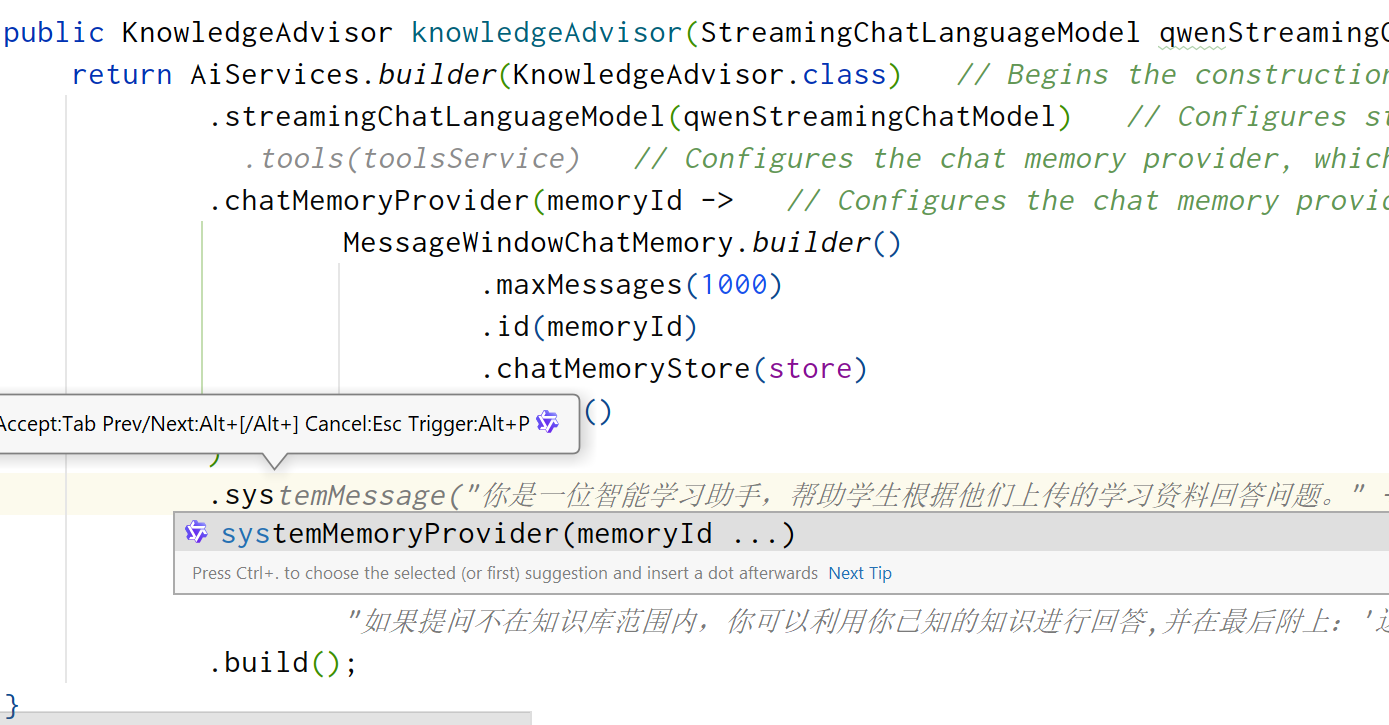 public KnowledgeAdvisor knowledgeAdvisor(StreamingChatLanguageModel qwenStreamingC
return AiServices.builder(KnowledgeAdvisor.class) // Begins the construction
.streamingChatLanguageModel(qwenStreamingChatModel) // Configures st
.tools(toolsService) // Configures the chat memory provider, which
.chatMemoryProvider(memoryId -> // Configures the chat memory provid
MessageWindowChatMemory.builder()
.maxMessages(1000)
.id(memoryId)
.chatMemoryStore(store)
Accept:Tab Prev/Next:Alt+[/Alt+] Cancel:Esc Trigger:Alt+P ()
)
.systemMessage("你是一位智能学习助手，帮助学生根据他们上传的学习资料回答问题。"
systemMemoryProvider(memoryId ...)
Press Ctrl+. to choose the selected (or first) suggestion and insert a dot afterwards Next Tip
"如果提问不在知识库范围内，你可以利用你已知的知识进行回答,并在最后附上：'
.build();
}